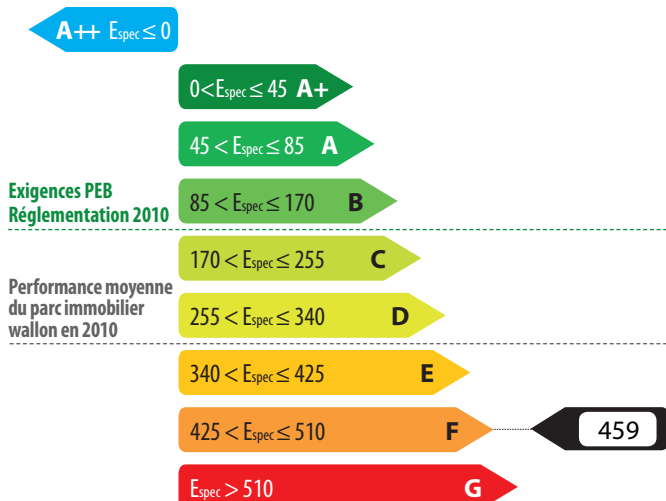 A++ Espec ≤ 0
0 < Espec ≤ 45 A+
45 < Espec ≤ 85 A
Exigences PEB
Réglementation 2010
85 < Espec ≤ 170 B
170 < Espec ≤ 255 C
Performance moyenne
du parc immobilier
wallon en 2010
255 < Espec ≤ 340 D
340 < Espec ≤ 425 E
425 < Espec ≤ 510 F 459
Espec > 510 G